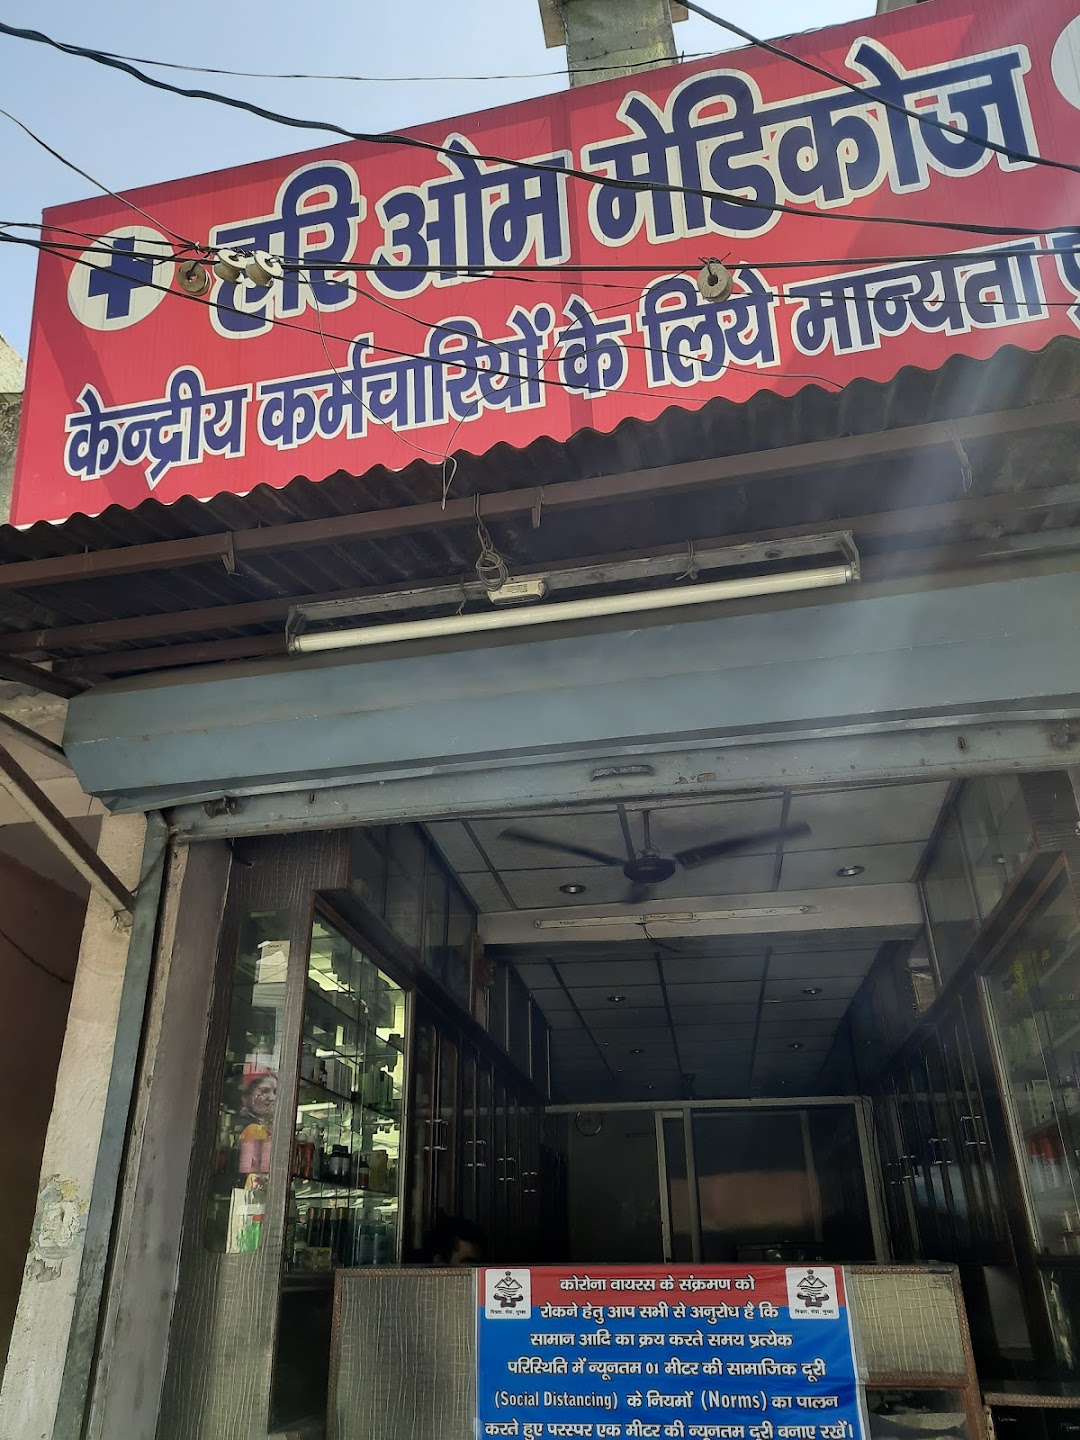 हरि ओम मेडिकोज
केन्द्रीय कर्मचारियों के लिये मान्यता
कोरोना वायरस के संक्रमण को
रोकने हेतु आप सभी से अनुरोध है कि
सामान आदि का क्रय करते समय प्रत्येक
परिस्थिति में न्यूनतम 01 मीटर की सामाजिक दूरी
(Social Distancing) के नियमों (Norms) का पालन
करते हुए परस्पर एक मीटर की न्यूनतम दूरी बनाए रखें।